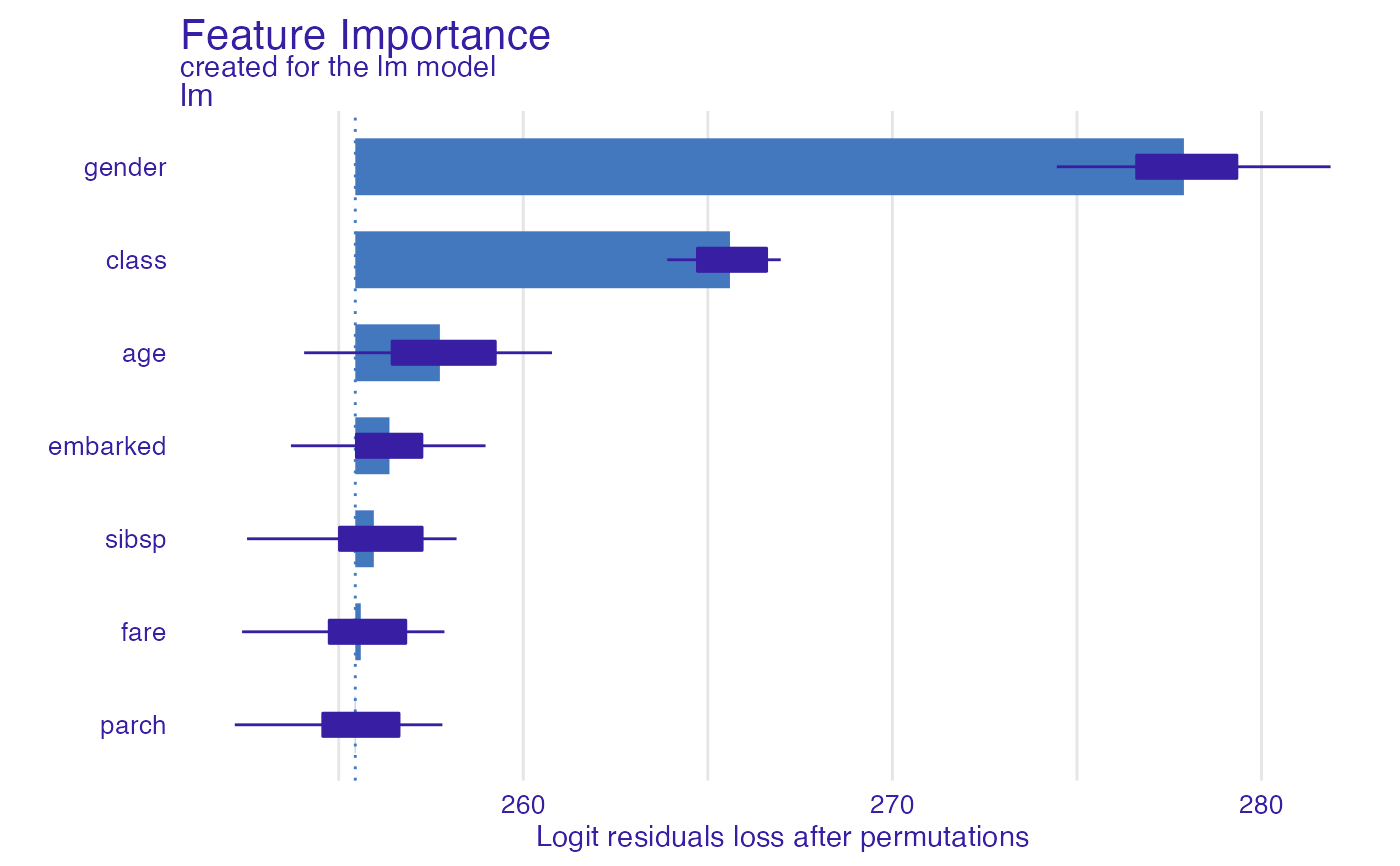 Feature Importance
created for the lm model
lm
gender
class
age
embarked
sibsp
fare
parch
260 270 280
Logit residuals loss after permutations